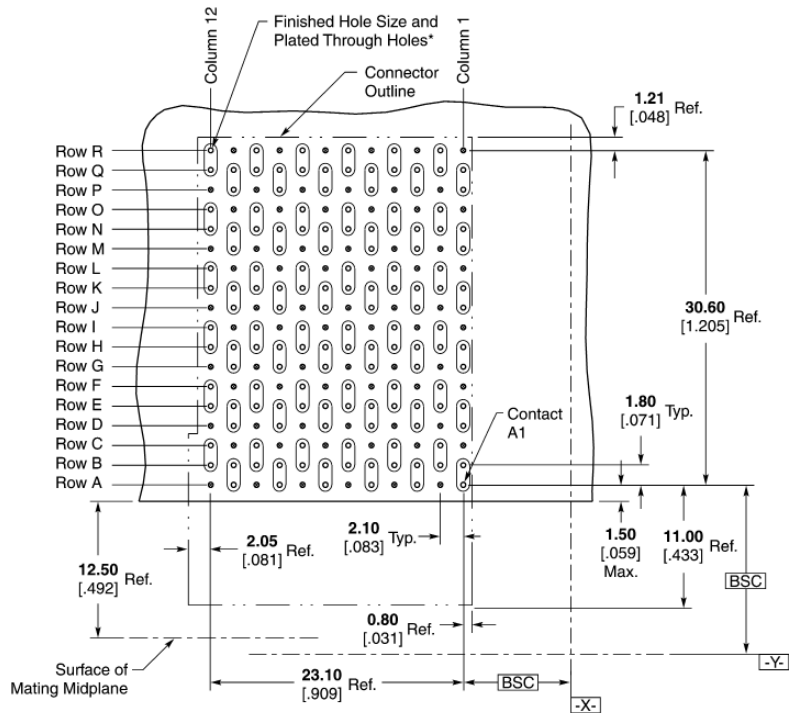 Column 12
Finished Hole Size and
Plated Through Holes*
Column 1
Connector
Outline
1.21
[.048]
Ref.
Row R
Row Q
Row P
Row O
Row N
Row M
Row L
Row K
Row J
Row I
Row H
Row G
Row F
Row E
Row D
Row C
Row B
Row A
30.60
[1.205]
Ref.
1.80
[.071]
Typ.
Contact
A1
2.05
[.081]
Ref.
2.10
[.083]
Typ.
1.50
[.059]
Max.
11.00
[.433]
Ref.
12.50
[.492]
Ref.
BSC
0.80
[.031]
Ref.
Surface of
Mating Midplane
23.10
[.909]
Ref.
BSC
-Y-
-X-